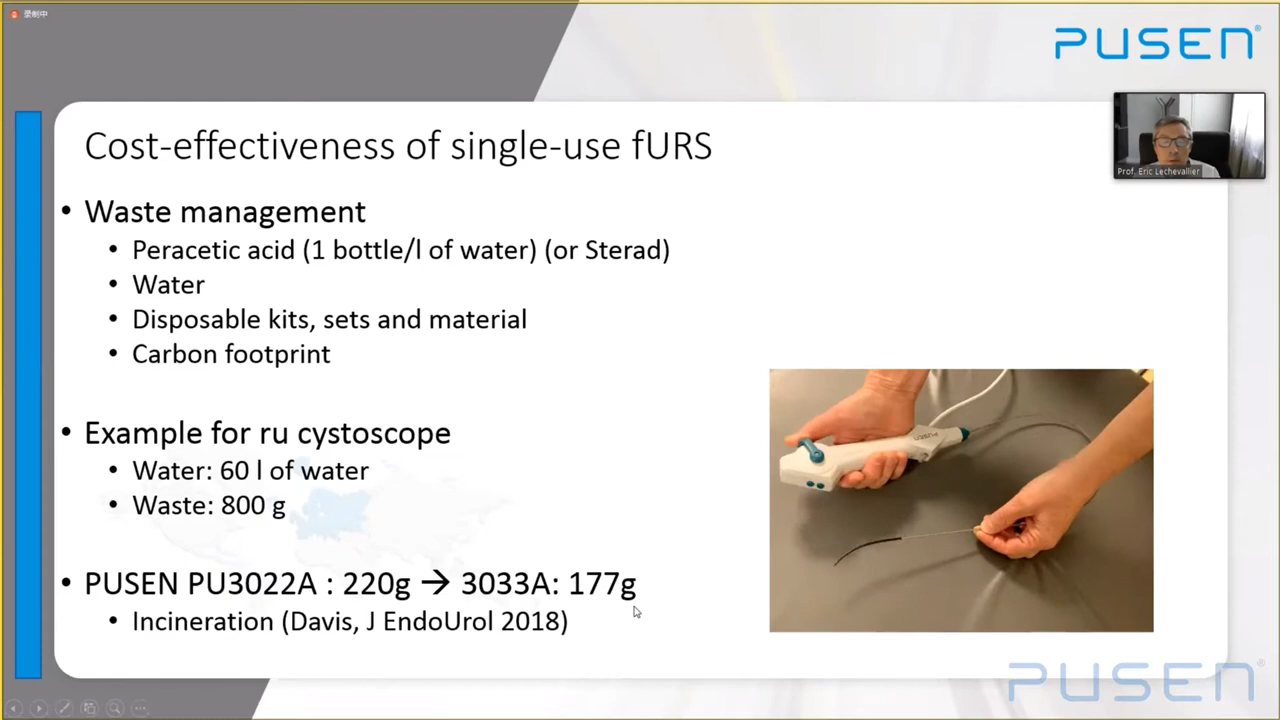 录制中
PUSEN®
Prof. Eric Lechevallier
Cost-effectiveness of single-use fURS
• Waste management
• Peracetic acid (1 bottle/l of water) (or Sterad)
• Water
• Disposable kits, sets and material
• Carbon footprint
• Example for ru cystoscope
• Water: 60 l of water
• Waste: 800 g
• PUSEN PU3022A : 220g → 3033A: 177g
• Incineration (Davis, J EndoUrol 2018)
PUSEN
PUSEN®